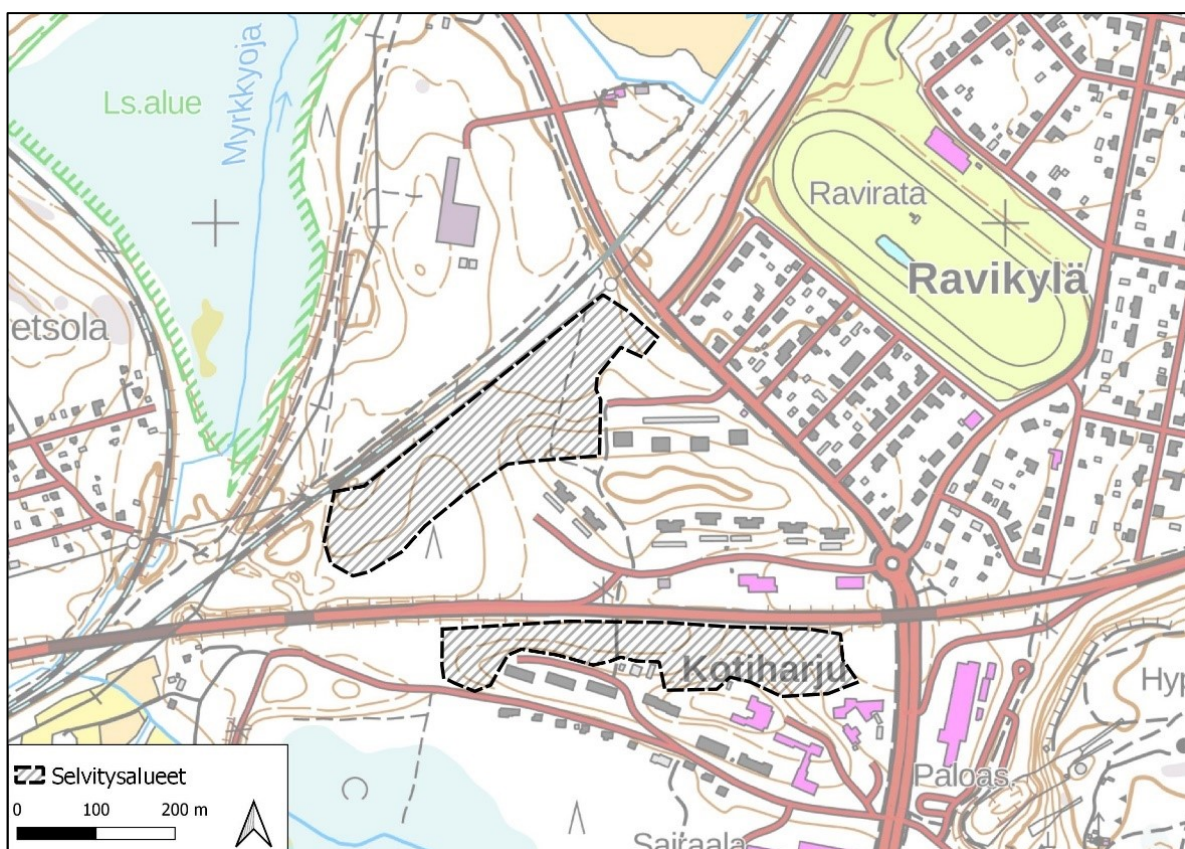 Ls.alue
Myrkkyoja
Ravirata
Ravikylä
etsola
Kotiharju
Hyp
Paloas.
Sairaala
Selvitysalueet
0 100 200 m